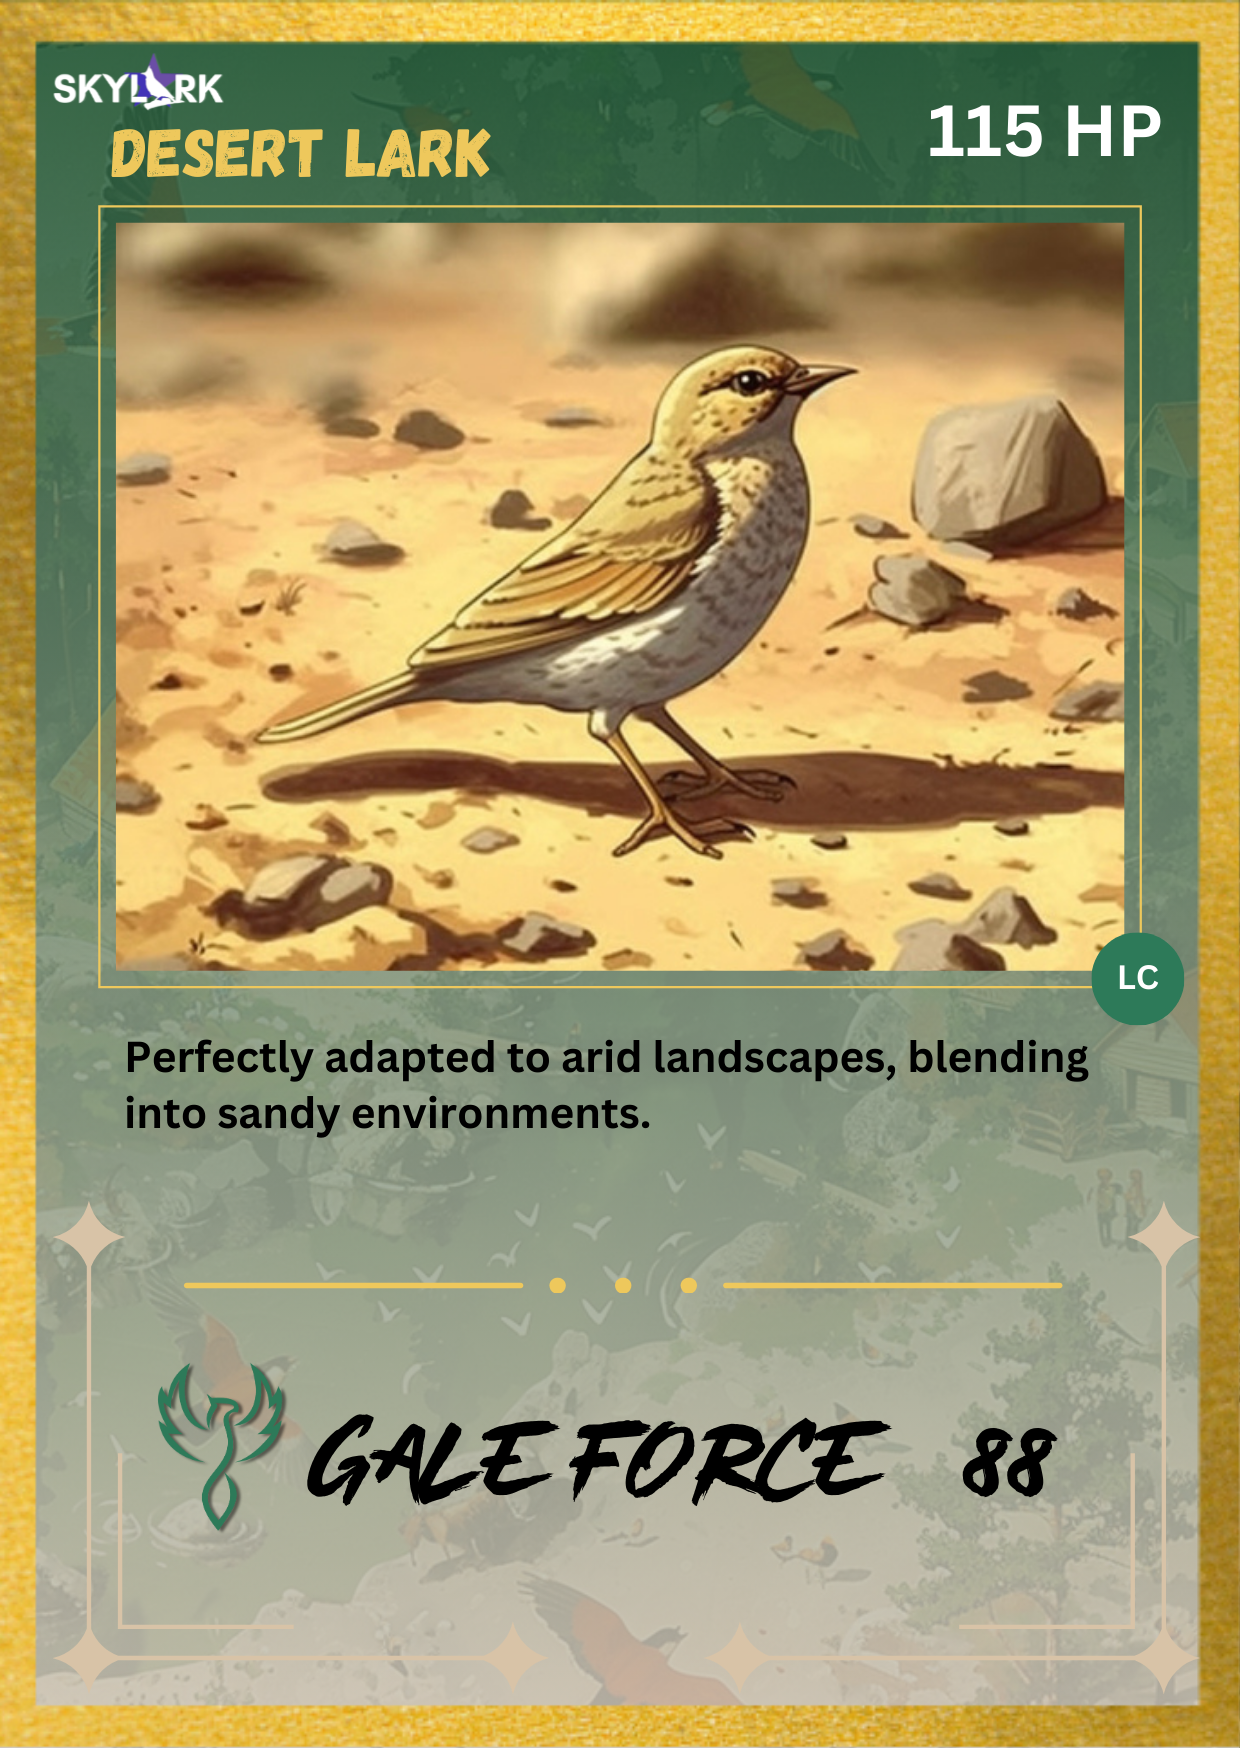 SKYLARK
DESERT LARK
115 HP
LC
Perfectly adapted to arid landscapes, blending
into sandy environments.
GALE FORCE 88